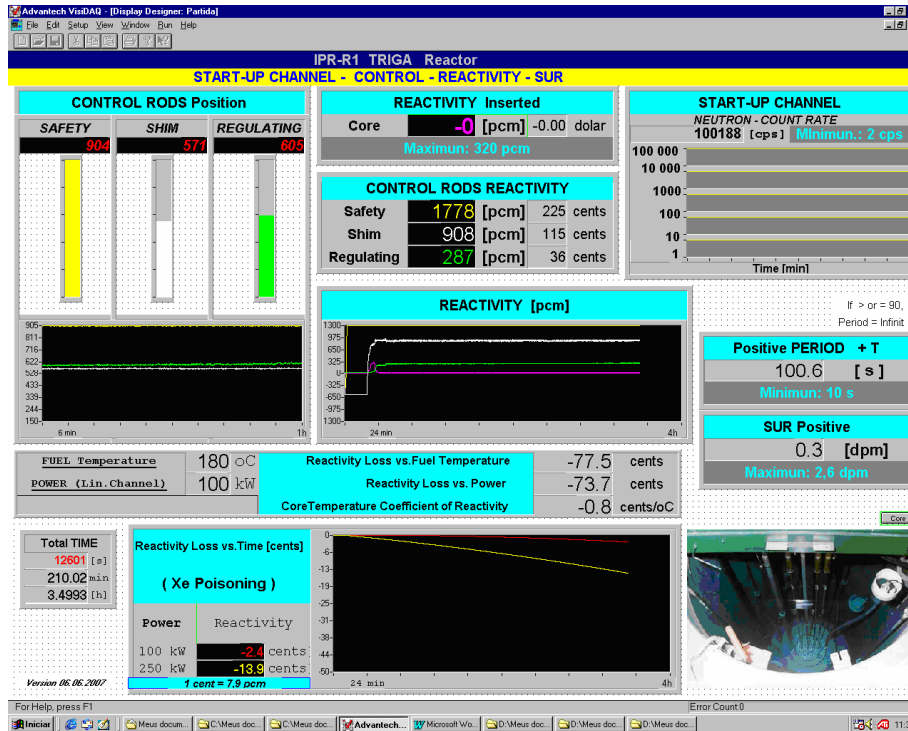 Advantech VisiDAQ - [Display Designer: Partida]
File Edit Setup View Window Run Help
IPR-R1 TRIGA Reactor
START-UP CHANNEL - CONTROL - REACTIVITY - SUR
CONTROL RODS Position
SAFETY SHIM REGULATING
904 571 605
905-
811-
716-
622-
528-
433-
339-
244-
150-
6 min 1h
REACTIVITY Inserted
Core -0 [pcm] -0.00 dolar
Maximun: 320 pcm
CONTROL RODS REACTIVITY
Safety 1778 [pcm] 225 cents
Shim 908 [pcm] 115 cents
Regulating 287 [pcm] 36 cents
START-UP CHANNEL
NEUTRON - COUNT RATE
100188 [cps] MInimun.: 2 cps
100 000
10 000
1000
100
10
1
Time [min]
REACTIVITY [pcm]
1300-
975-
650-
325-
0-
-325-
-650-
-975-
1300-
24 min 4h
If > or = 90,
Period = Infinit
Positive PERIOD + T
100.6 [s]
Minimun: 10 s
SUR Positive
0.3 [dpm]
Maximun: 2,6 dpm
FUEL Temperature 180 oC
POWER (Lin.Channel) 100 kW
Reactivity Loss vs.Fuel Temperature -77.5 cents
Reactivity Loss vs. Power -73.7 cents
CoreTemperature Coefficient of Reactivity -0.8 cents/oC
Core
Total TIME
12601 [s]
210.02 min
3.4993 [h]
Reactivity Loss vs.Time [cents]
( Xe Poisoning )
Power Reactivity
100 kW -2.4 cents
250 kW -13.9 cents
1 cent = 7.9 pcm
0-
-6-
-13-
-19-
-25-
-31-
-38-
-44-
-50-
24 min 4h
Version 06.06.2007
For Help, press F1 Error Count:0
Iniciar Meus docum... C:\Meus doc... C:\Meus doc... Advantech... Microsoft Wo... D:\Meus doc... D:\Meus doc... D:\Meus doc...